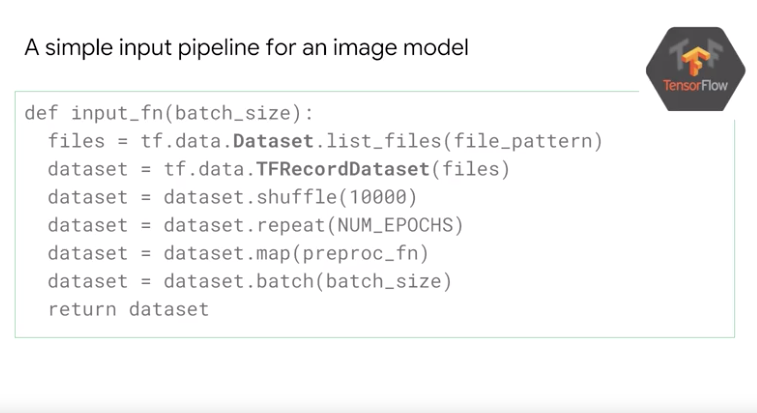 A simple input pipeline for an image model
TensorFlow
def input_fn(batch_size):
files = tf.data.Dataset.list_files(file_pattern)
dataset = tf.data.TFRecordDataset(files)
dataset = dataset.shuffle(10000)
dataset = dataset.repeat(NUM_EPOCHS)
dataset = dataset.map(preproc_fn)
dataset = dataset.batch(batch_size)
return dataset